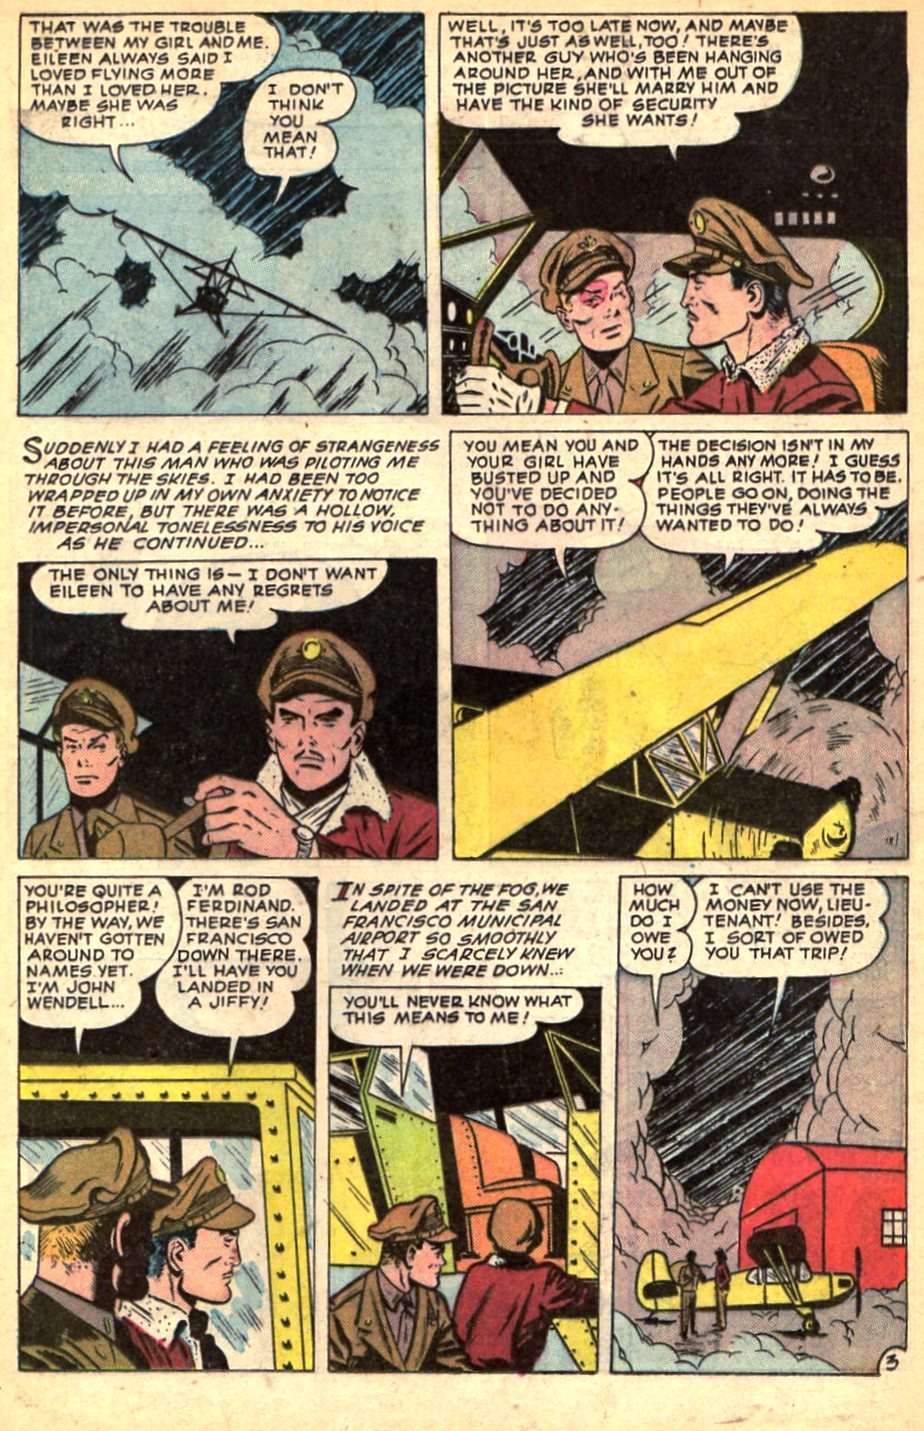 THAT WAS THE TROUBLE
BETWEEN MY GIRL AND ME.
EILEEN ALWAYS SAID I
LOVED FLYING MORE
THAN I LOVED HER.
MAYBE SHE WAS
RIGHT...
I DON'T
THINK
YOU
MEAN
THAT!
WELL, IT'S TOO LATE NOW, AND MAYBE
THAT'S JUST AS WELL, TOO! THERE'S
ANOTHER GUY WHO'S BEEN HANGING
AROUND HER, AND WITH ME OUT OF
THE PICTURE SHE'LL MARRY HIM AND
HAVE THE KIND OF SECURITY
SHE WANTS!
SUDDENLY I HAD A FEELING OF STRANGENESS
ABOUT THIS MAN WHO WAS PILOTING ME
THROUGH THE SKIES. I HAD BEEN TOO
WRAPPED UP IN MY OWN ANXIETY TO NOTICE
IT BEFORE, BUT THERE WAS A HOLLOW,
IMPERSONAL TONELESSNESS TO HIS VOICE
AS HE CONTINUED...
THE ONLY THING IS — I DON'T WANT
EILEEN TO HAVE ANY REGRETS
ABOUT ME!
YOU MEAN YOU AND
YOUR GIRL HAVE
BUSTED UP AND
YOU'VE DECIDED
NOT TO DO ANY-
THING ABOUT IT!
THE DECISION ISN'T IN MY
HANDS ANY MORE! I GUESS
IT'S ALL RIGHT. IT HAS TO BE.
PEOPLE GO ON, DOING THE
THINGS THEY'VE ALWAYS
WANTED TO DO!
YOU'RE QUITE A
PHILOSOPHER!
BY THE WAY, WE
HAVEN'T GOTTEN
AROUND TO
NAMES YET.
I'M JOHN
WENDELL...
I'M ROD
FERDINAND.
THERE'S SAN
FRANCISCO
DOWN THERE.
I'LL HAVE YOU
LANDED IN
A JIFFY!
IN SPITE OF THE FOG, WE
LANDED AT THE SAN
FRANCISCO MUNICIPAL
AIRPORT SO SMOOTHLY
THAT I SCARCELY KNEW
WHEN WE WERE DOWN...
YOU'LL NEVER KNOW WHAT
THIS MEANS TO ME!
HOW
MUCH
DO I
OWE
YOU?
I CAN'T USE THE
MONEY NOW, LIEU-
TENANT! BESIDES,
I SORT OF OWED
YOU THAT TRIP!
3